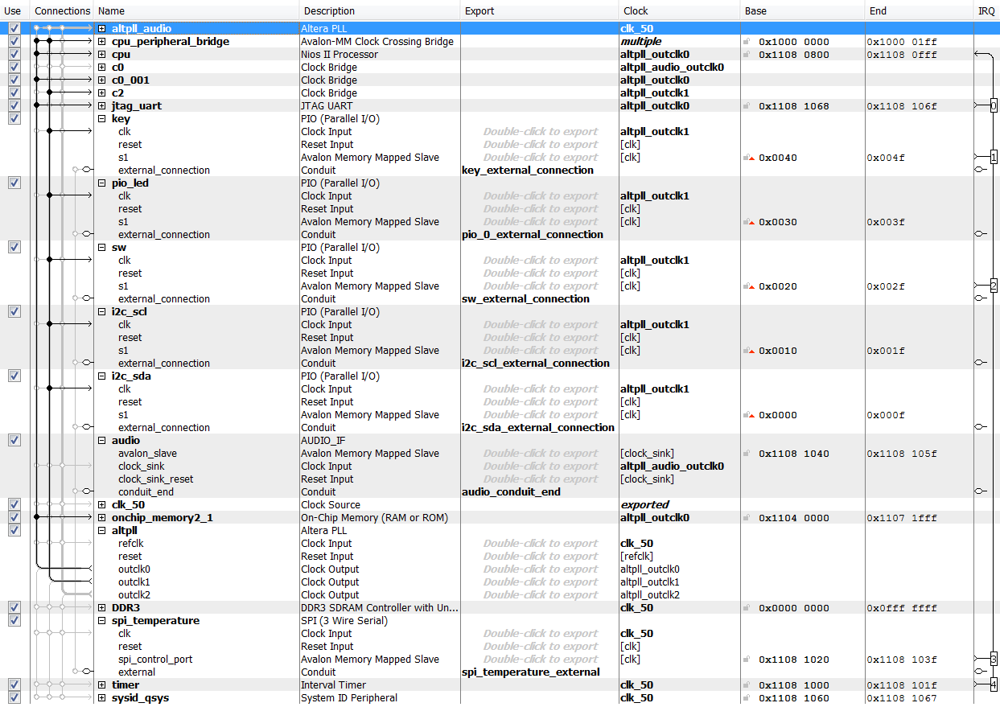 Use Connections Name Description Export Clock Base End IRQ
altpll_audio Altera PLL clk_50
cpu_peripheral_bridge Avalon-MM Clock Crossing Bridge multiple 0x1000 0000 0x1000 01ff
cpu Nios II Processor altpll_outclk0 0x1108 0800 0x1108 0fff
c0 Clock Bridge altpll_audio_outclk0
c0_001 Clock Bridge altpll_outclk0
c2 Clock Bridge altpll_outclk1
jtag_uart JTAG UART altpll_outclk0 0x1108 1068 0x1108 106f 0
key PIO (Parallel I/O)
clk Clock Input Double-click to export altpll_outclk1
reset Reset Input Double-click to export [clk]
s1 Avalon Memory Mapped Slave Double-click to export [clk] 0x0040 0x004f 1
external_connection Conduit key_external_connection
pio_led PIO (Parallel I/O)
clk Clock Input Double-click to export altpll_outclk1
reset Reset Input Double-click to export [clk]
s1 Avalon Memory Mapped Slave Double-click to export [clk] 0x0030 0x003f
external_connection Conduit pio_0_external_connection
sw PIO (Parallel I/O)
clk Clock Input Double-click to export altpll_outclk1
reset Reset Input Double-click to export [clk]
s1 Avalon Memory Mapped Slave Double-click to export [clk] 0x0020 0x002f 2
external_connection Conduit sw_external_connection
i2c_scl PIO (Parallel I/O)
clk Clock Input Double-click to export altpll_outclk1
reset Reset Input Double-click to export [clk]
s1 Avalon Memory Mapped Slave Double-click to export [clk] 0x0010 0x001f
external_connection Conduit i2c_scl_external_connection
i2c_sda PIO (Parallel I/O)
clk Clock Input Double-click to export altpll_outclk1
reset Reset Input Double-click to export [clk]
s1 Avalon Memory Mapped Slave Double-click to export [clk] 0x0000 0x000f
external_connection Conduit i2c_sda_external_connection
audio AUDIO_IF
avalon_slave Avalon Memory Mapped Slave Double-click to export [clock_sink] 0x1108 1040 0x1108 105f
clock_sink Clock Input Double-click to export altpll_audio_outclk0
clock_sink_reset Reset Input Double-click to export [clock_sink]
conduit_end Conduit audio_conduit_end
clk_50 Clock Source exported
onchip_memory2_1 On-Chip Memory (RAM or ROM) altpll_outclk0 0x1104 0000 0x1107 1fff
altpll Altera PLL
refclk Clock Input Double-click to export clk_50
reset Reset Input Double-click to export [refclk]
outclk0 Clock Output Double-click to export altpll_outclk0
outclk1 Clock Output Double-click to export altpll_outclk1
outclk2 Clock Output Double-click to export altpll_outclk2
DDR3 DDR3 SDRAM Controller with Un... clk_50 0x0000 0000 0x0fff ffff
spi_temperature SPI (3 Wire Serial)
clk Clock Input Double-click to export clk_50
reset Reset Input Double-click to export [clk]
spi_control_port Avalon Memory Mapped Slave Double-click to export [clk] 0x1108 1020 0x1108 103f 3
external Conduit spi_temperature_external
timer Interval Timer clk_50 0x1108 1000 0x1108 101f 4
sysid_qsys System ID Peripheral clk_50 0x1108 1060 0x1108 1067